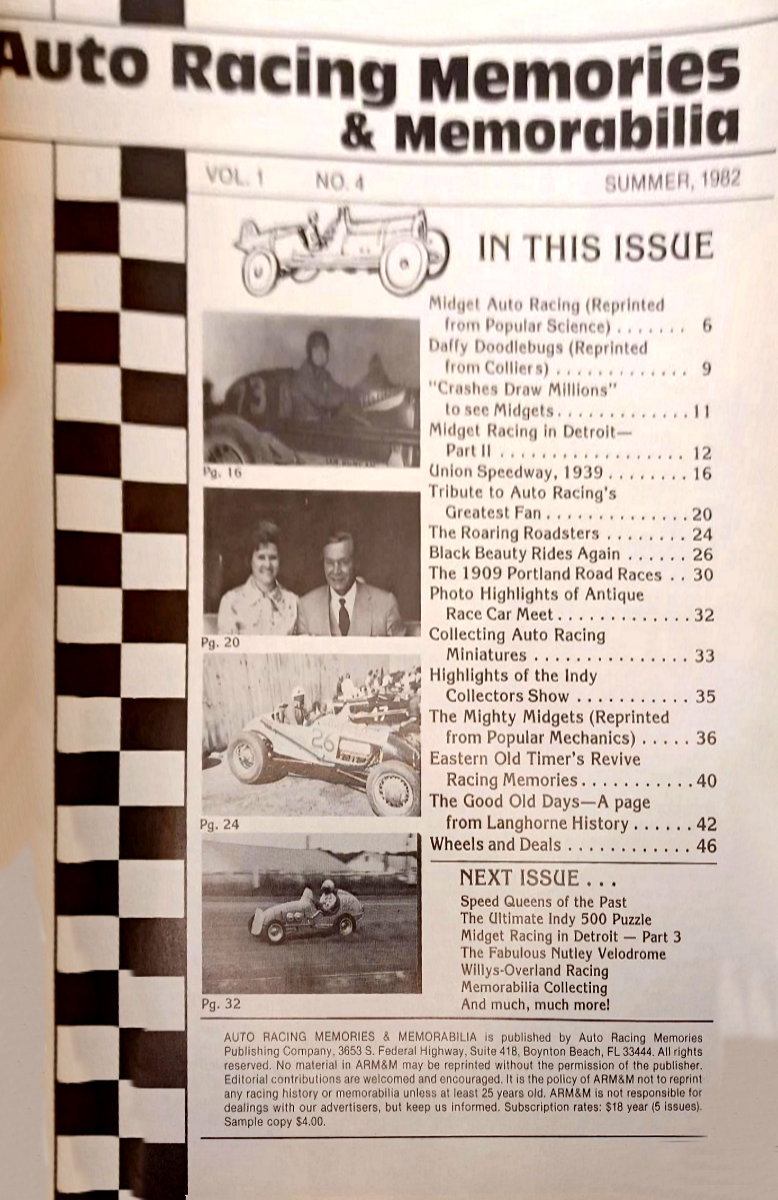 Auto Racing Memories
& Memorabilia
VOL. 1 NO. 4 SUMMER, 1982
IN THIS ISSUE
Midget Auto Racing (Reprinted
from Popular Science) . . . . . . . 6
Daffy Doodlebugs (Reprinted
from Colliers) . . . . . . . . . . . . . 9
"Crashes Draw Millions"
to see Midgets . . . . . . . . . . . . . 11
Midget Racing in Detroit—
Part II . . . . . . . . . . . . . . . . . . 12
Union Speedway, 1939 . . . . . . . . 16
Tribute to Auto Racing's
Greatest Fan . . . . . . . . . . . . . . 20
The Roaring Roadsters . . . . . . . . 24
Black Beauty Rides Again . . . . . . 26
The 1909 Portland Road Races . . 30
Photo Highlights of Antique
Race Car Meet . . . . . . . . . . . . . 32
Collecting Auto Racing
Miniatures . . . . . . . . . . . . . . . 33
Highlights of the Indy
Collectors Show . . . . . . . . . . . 35
The Mighty Midgets (Reprinted
from Popular Mechanics) . . . . . 36
Eastern Old Timer's Revive
Racing Memories . . . . . . . . . . . 40
The Good Old Days—A page
from Langhorne History . . . . . . 42
Wheels and Deals . . . . . . . . . . . . 46
73
Pg. 16
Pg. 20
26
Pg. 24
Pg. 32
NEXT ISSUE . . .
Speed Queens of the Past
The Ultimate Indy 500 Puzzle
Midget Racing in Detroit — Part 3
The Fabulous Nutley Velodrome
Willys-Overland Racing
Memorabilia Collecting
And much, much more!
AUTO RACING MEMORIES & MEMORABILIA is published by Auto Racing Memories
Publishing Company, 3653 S. Federal Highway, Suite 418, Boynton Beach, FL 33444. All rights
reserved. No material in ARM&M may be reprinted without the permission of the publisher.
Editorial contributions are welcomed and encouraged. It is the policy of ARM&M not to reprint
any racing history or memorabilia unless at least 25 years old. ARM&M is not responsible for
dealings with our advertisers, but keep us informed. Subscription rates: $18 year (5 issues).
Sample copy $4.00.